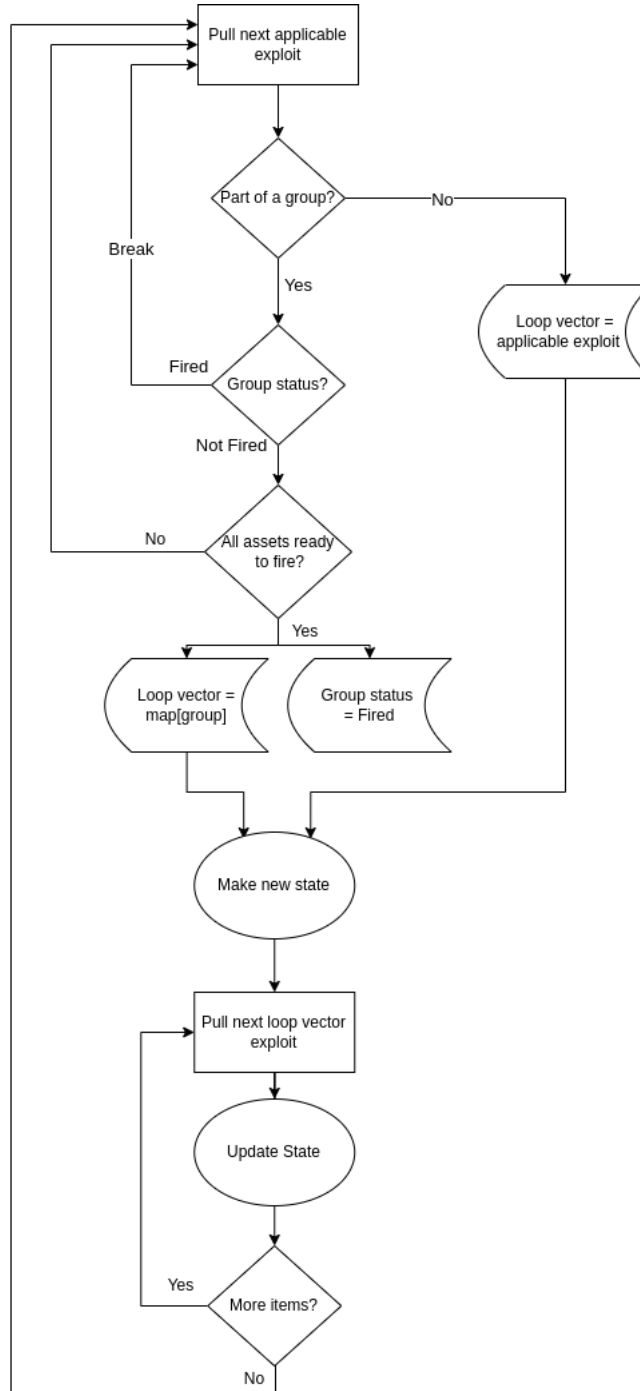 Pull next applicable
exploit
Part of a group?
No
Break
Yes
Loop vector =
applicable exploit
Fired
Group status?
Not Fired
All assets ready
to fire?
No
Yes
Loop vector =
map[group]
Group status
= Fired
Make new state
Pull next loop vector
exploit
Update State
Yes
More items?
No